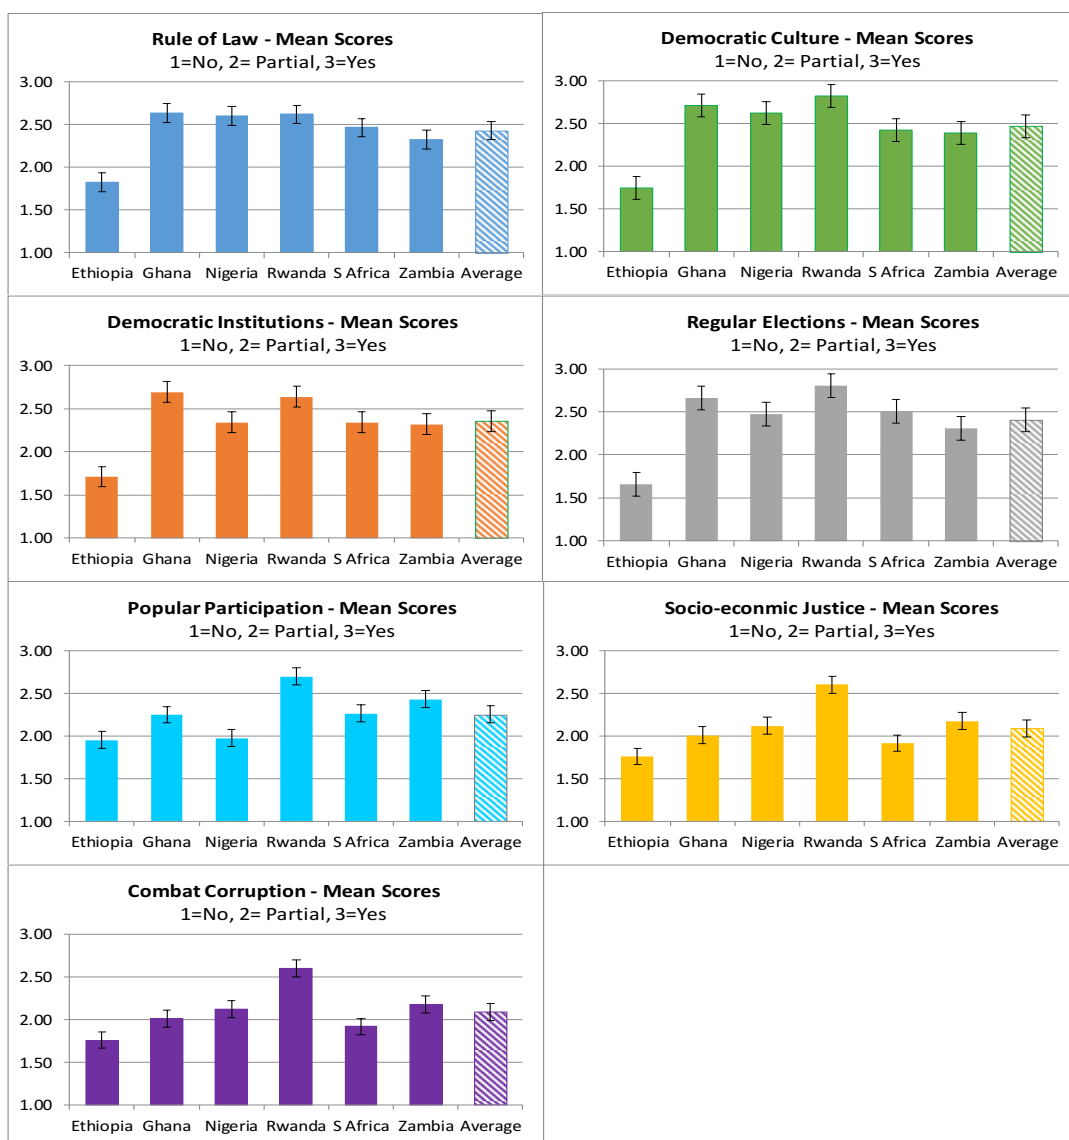 Rule of Law - Mean Scores
1=No, 2= Partial, 3=Yes
3.00
2.50
2.00
1.50
1.00
Ethiopia Ghana Nigeria Rwanda S Africa Zambia Average
Democratic Culture - Mean Scores
1=No, 2= Partial, 3=Yes
3.00
2.50
2.00
1.50
1.00
Ethiopia Ghana Nigeria Rwanda S Africa Zambia Average
Democratic Institutions - Mean Scores
1=No, 2= Partial, 3=Yes
3.00
2.50
2.00
1.50
1.00
Ethiopia Ghana Nigeria Rwanda S Africa Zambia Average
Regular Elections - Mean Scores
1=No, 2= Partial, 3=Yes
3.00
2.50
2.00
1.50
1.00
Ethiopia Ghana Nigeria Rwanda S Africa Zambia Average
Popular Participation - Mean Scores
1=No, 2= Partial, 3=Yes
3.00
2.50
2.00
1.50
1.00
Ethiopia Ghana Nigeria Rwanda S Africa Zambia Average
Socio-econmic Justice - Mean Scores
1=No, 2= Partial, 3=Yes
3.00
2.50
2.00
1.50
1.00
Ethiopia Ghana Nigeria Rwanda S Africa Zambia Average
Combat Corruption - Mean Scores
1=No, 2= Partial, 3=Yes
3.00
2.50
2.00
1.50
1.00
Ethiopia Ghana Nigeria Rwanda S Africa Zambia Average